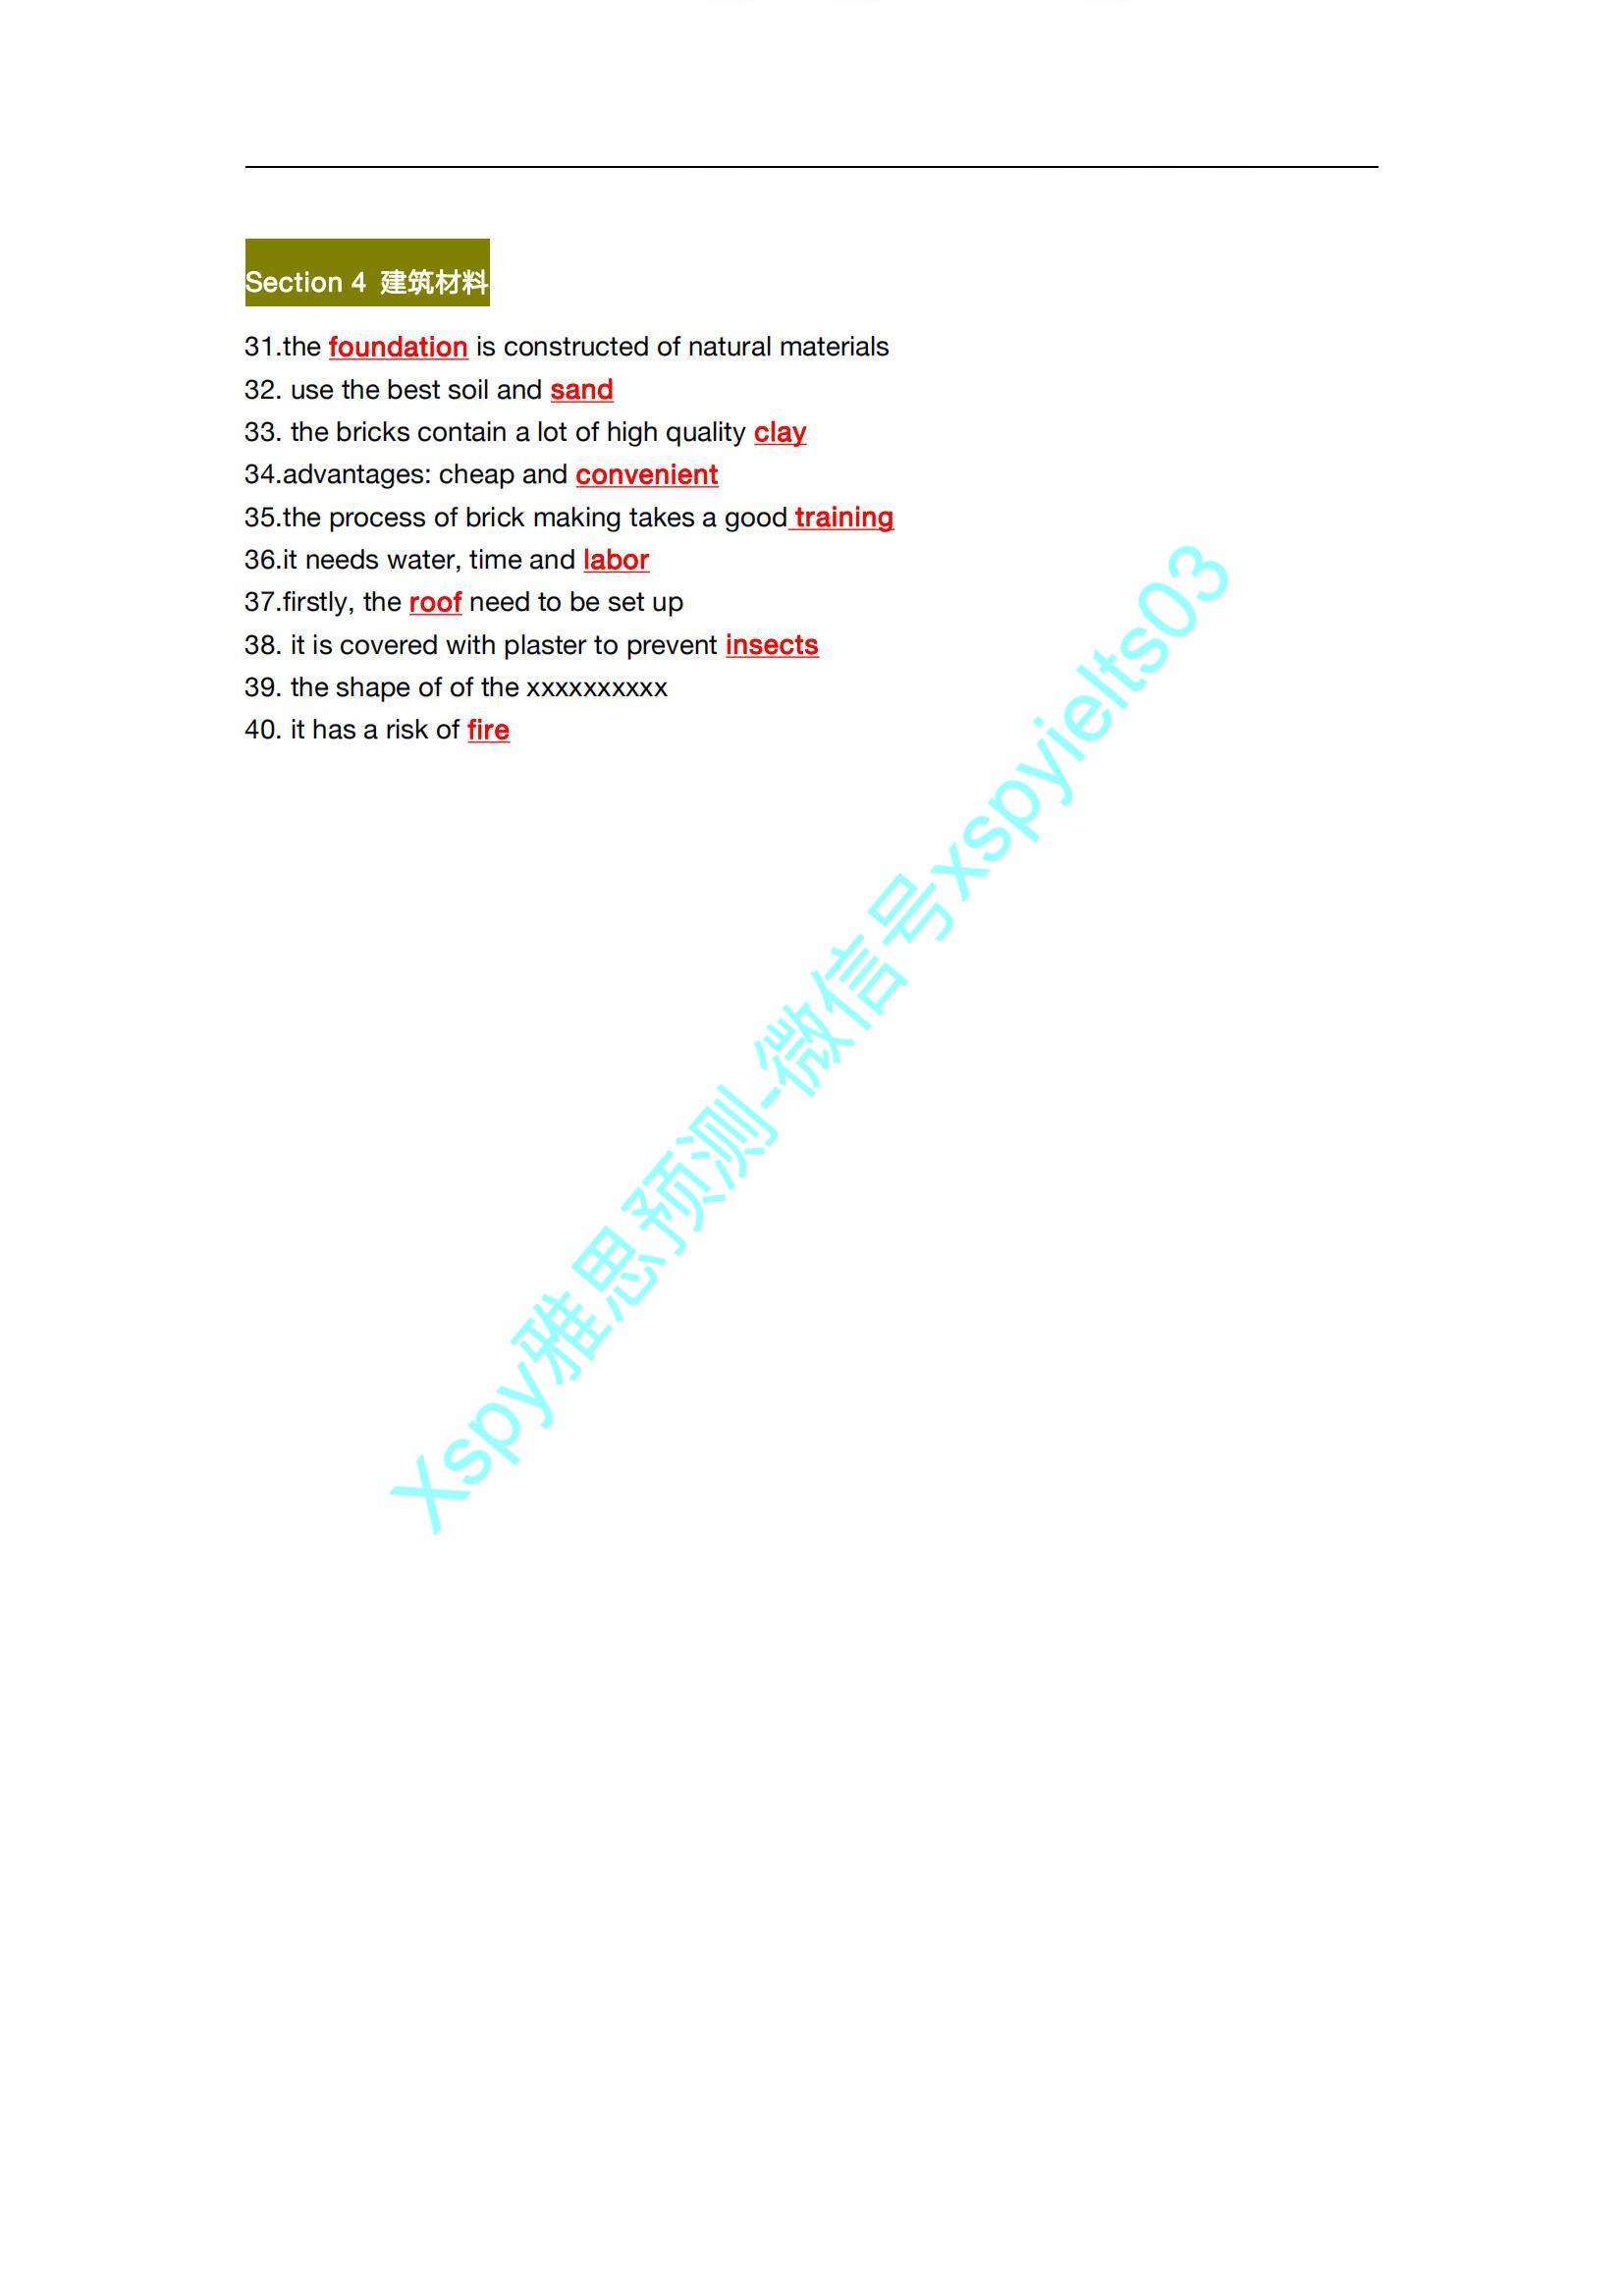 Section 4 建筑材料
31.the foundation is constructed of natural materials
32. use the best soil and sand
33. the bricks contain a lot of high quality clay
34.advantages: cheap and convenient
35.the process of brick making takes a good training
36.it needs water, time and labor
37.firstly, the roof need to be set up
38. it is covered with plaster to prevent insects
39. the shape of of the xxxxxxxxxx
40. it has a risk of fire
Xspy雅思预测-微信号xspyielts03